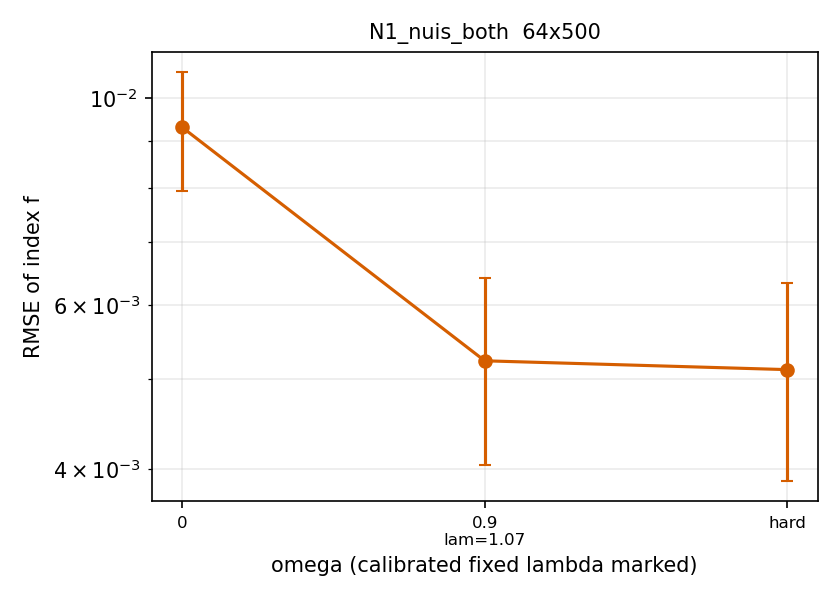 N1_nuis_both  64x500
RMSE of index f
10⁻²
6 × 10⁻³
4 × 10⁻³
0
0.9
lam=1.07
hard
omega (calibrated fixed lambda marked)